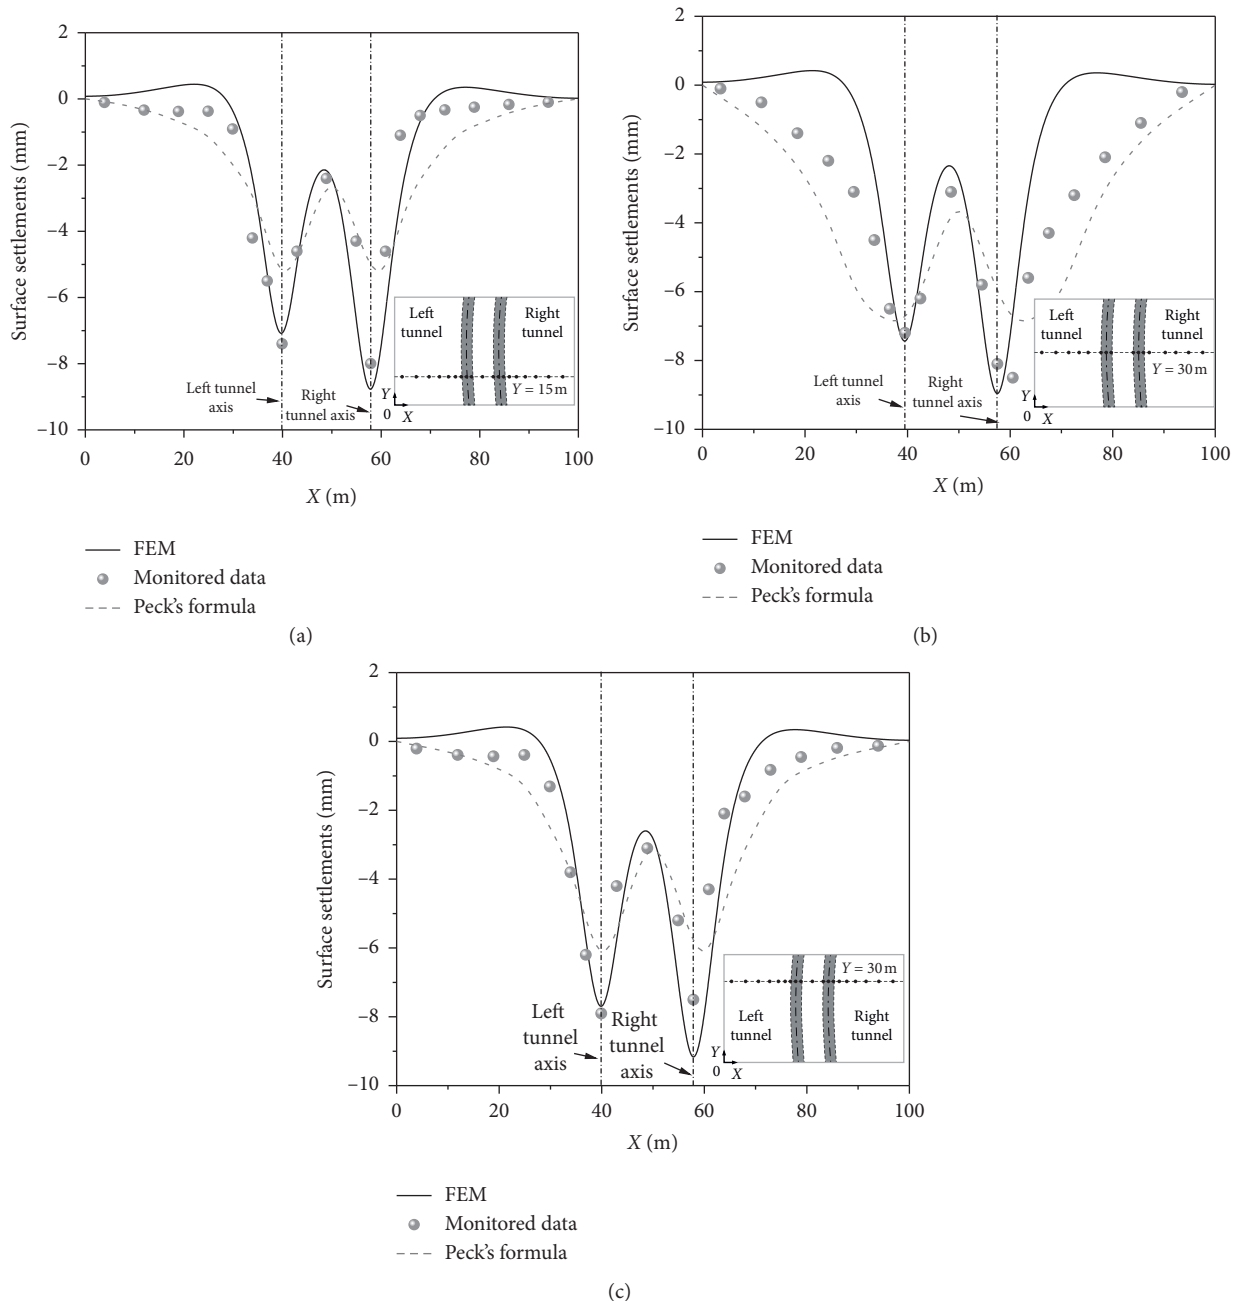 2
0
−2
−4
−6
−8
−10
Surface settlements (mm)
0
20
40
60
80
100
X (m)
Left tunnel
axis
Right
tunnel axis
Left
tunnel
Right
tunnel
Y = 15 m
Y
0
X
FEM
Monitored data
Peck's formula
(a)
2
0
−2
−4
−6
−8
−10
Surface settlements (mm)
0
20
40
60
80
100
X (m)
Left tunnel
axis
Right
tunnel axis
Left
tunnel
Right
tunnel
Y = 30 m
Y
0
X
FEM
Monitored data
Peck's formula
(b)
2
0
−2
−4
−6
−8
−10
Surface settlements (mm)
0
20
40
60
80
100
X (m)
Left
tunnel
axis
Right
tunnel
axis
Y = 30 m
Left
tunnel
Right
tunnel
Y
0
X
FEM
Monitored data
Peck's formula
(c)